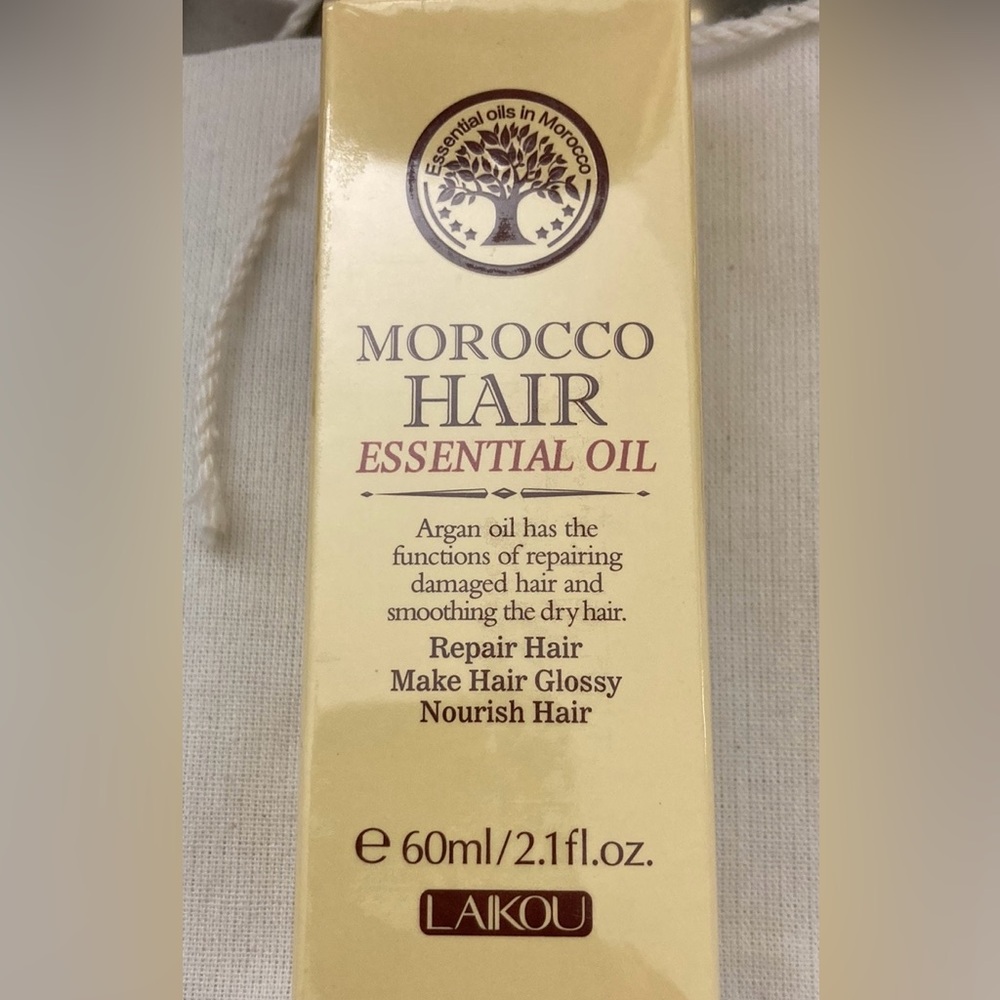 Essential oils in Morocco
MOROCCO
HAIR
ESSENTIAL OIL
Argan oil has the
functions of repairing
damaged hair and
smoothing the dry hair.
Repair Hair
Make Hair Glossy
Nourish Hair
e 60ml/2.1fl.oz.
LAIKOU